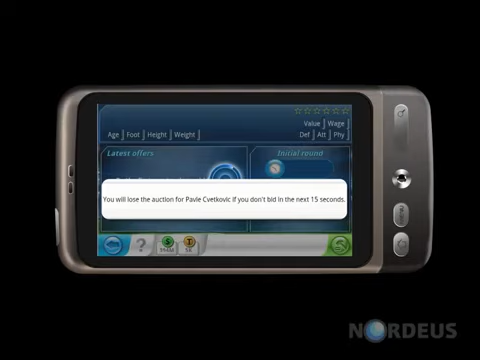 Value Wage
Age Foot Height Weight Def Att Phy
Latest offers Initial round
You will lose the auction for Pavle Cvetkovic if you don't bid in the next 15 seconds.
?
S T
menu
NORDEUS